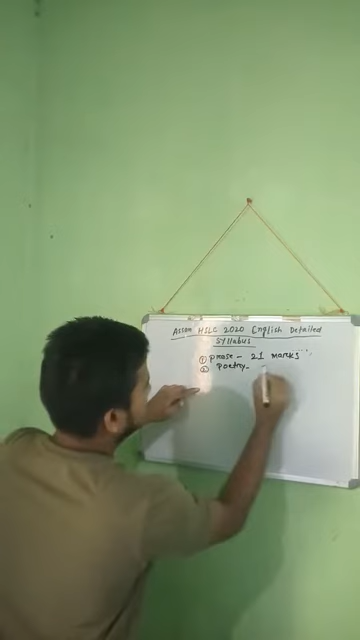 Assam HSLC 2020 English Detailed
Syllabus
① Prose - 21 marks
② Poetry -